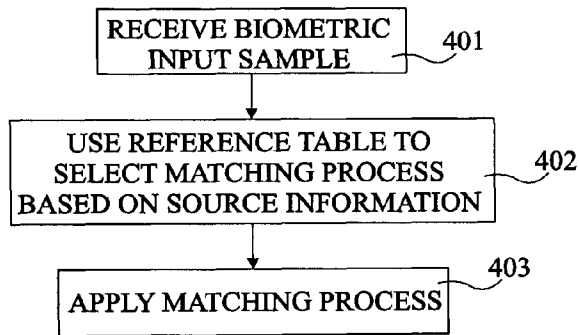 RECEIVE BIOMETRIC
INPUT SAMPLE
401
USE REFERENCE TABLE TO
SELECT MATCHING PROCESS
BASED ON SOURCE INFORMATION
402
APPLY MATCHING PROCESS
403